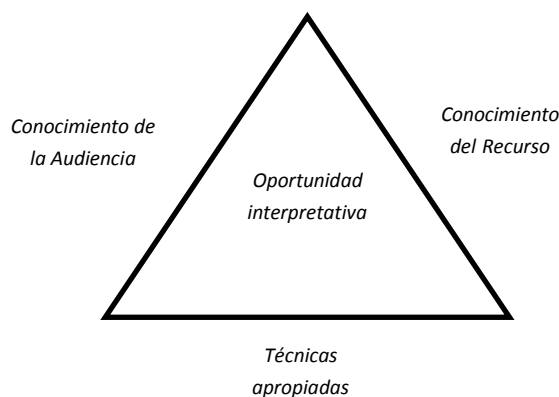 Conocimiento de
la Audiencia
Conocimiento
del Recurso
Oportunidad
interpretativa
Técnicas
apropiadas